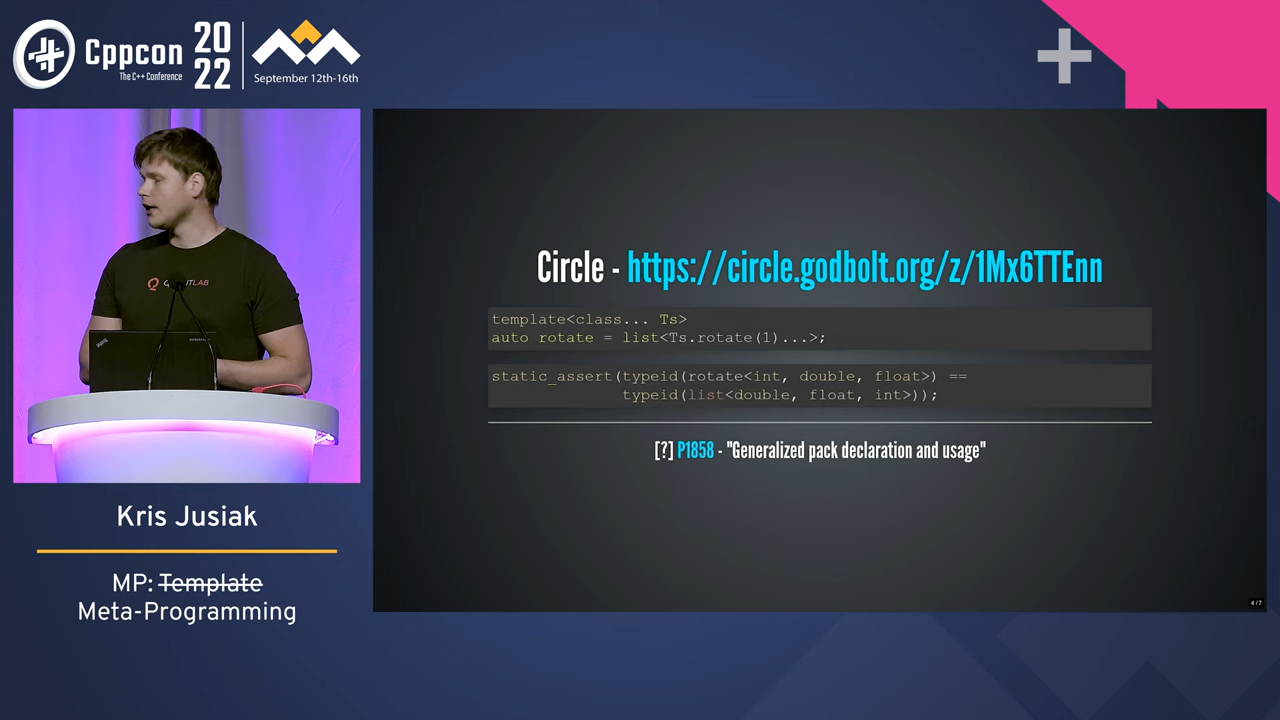 Cppcon
The C++ Conference
20
22
September 12th-16th
Circle - https://circle.godbolt.org/z/1Mx6TTEnn
template<class... Ts>
auto rotate = list<Ts.rotate(1)...>;
static_assert(typeid(rotate<int, double, float>) ==
typeid(list<double, float, int>));
[?] P1858 - "Generalized pack declaration and usage"
4/7
Kris Jusiak
MP: Template
Meta-Programming